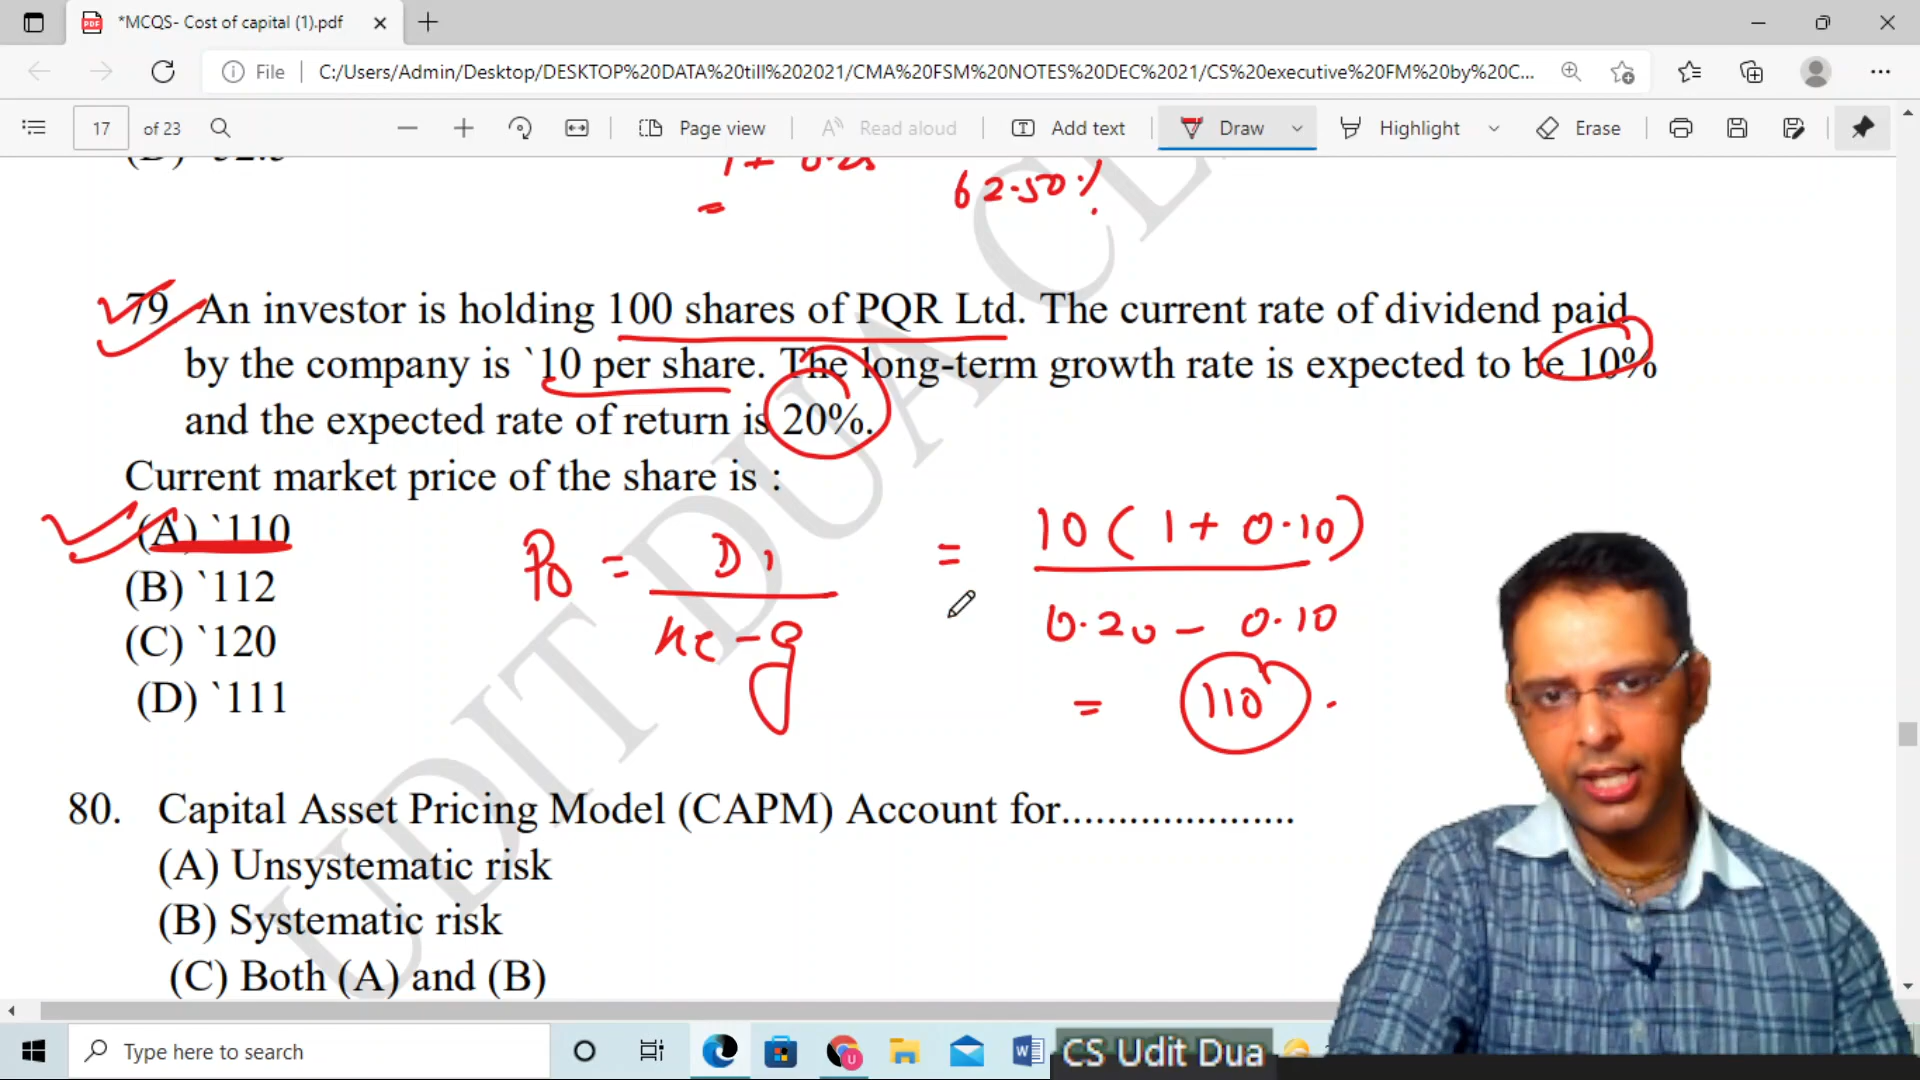 *MCQS- Cost of capital (1).pdf
File C:/Users/Admin/Desktop/DESKTOP%20DATA%20till%202021/CMA%20FSM%20NOTES%20DEC%2021/CS%20executive%20FM%20by%20C...
17 of 23 Page view Read aloud Add text Draw Highlight Erase
62.50%
79. An investor is holding 100 shares of PQR Ltd. The current rate of dividend paid
by the company is `10 per share. The long-term growth rate is expected to be 10%
and the expected rate of return is 20%.
Current market price of the share is :
(A) `110
(B) `112
(C) `120
(D) `111
P0 = D1 = 10 ( 1 + 0.10)
ke - g 0.20 - 0.10
= 110
80. Capital Asset Pricing Model (CAPM) Account for.....................
(A) Unsystematic risk
(B) Systematic risk
(C) Both (A) and (B)
UDIT DUA
Type here to search
CS Udit Dua